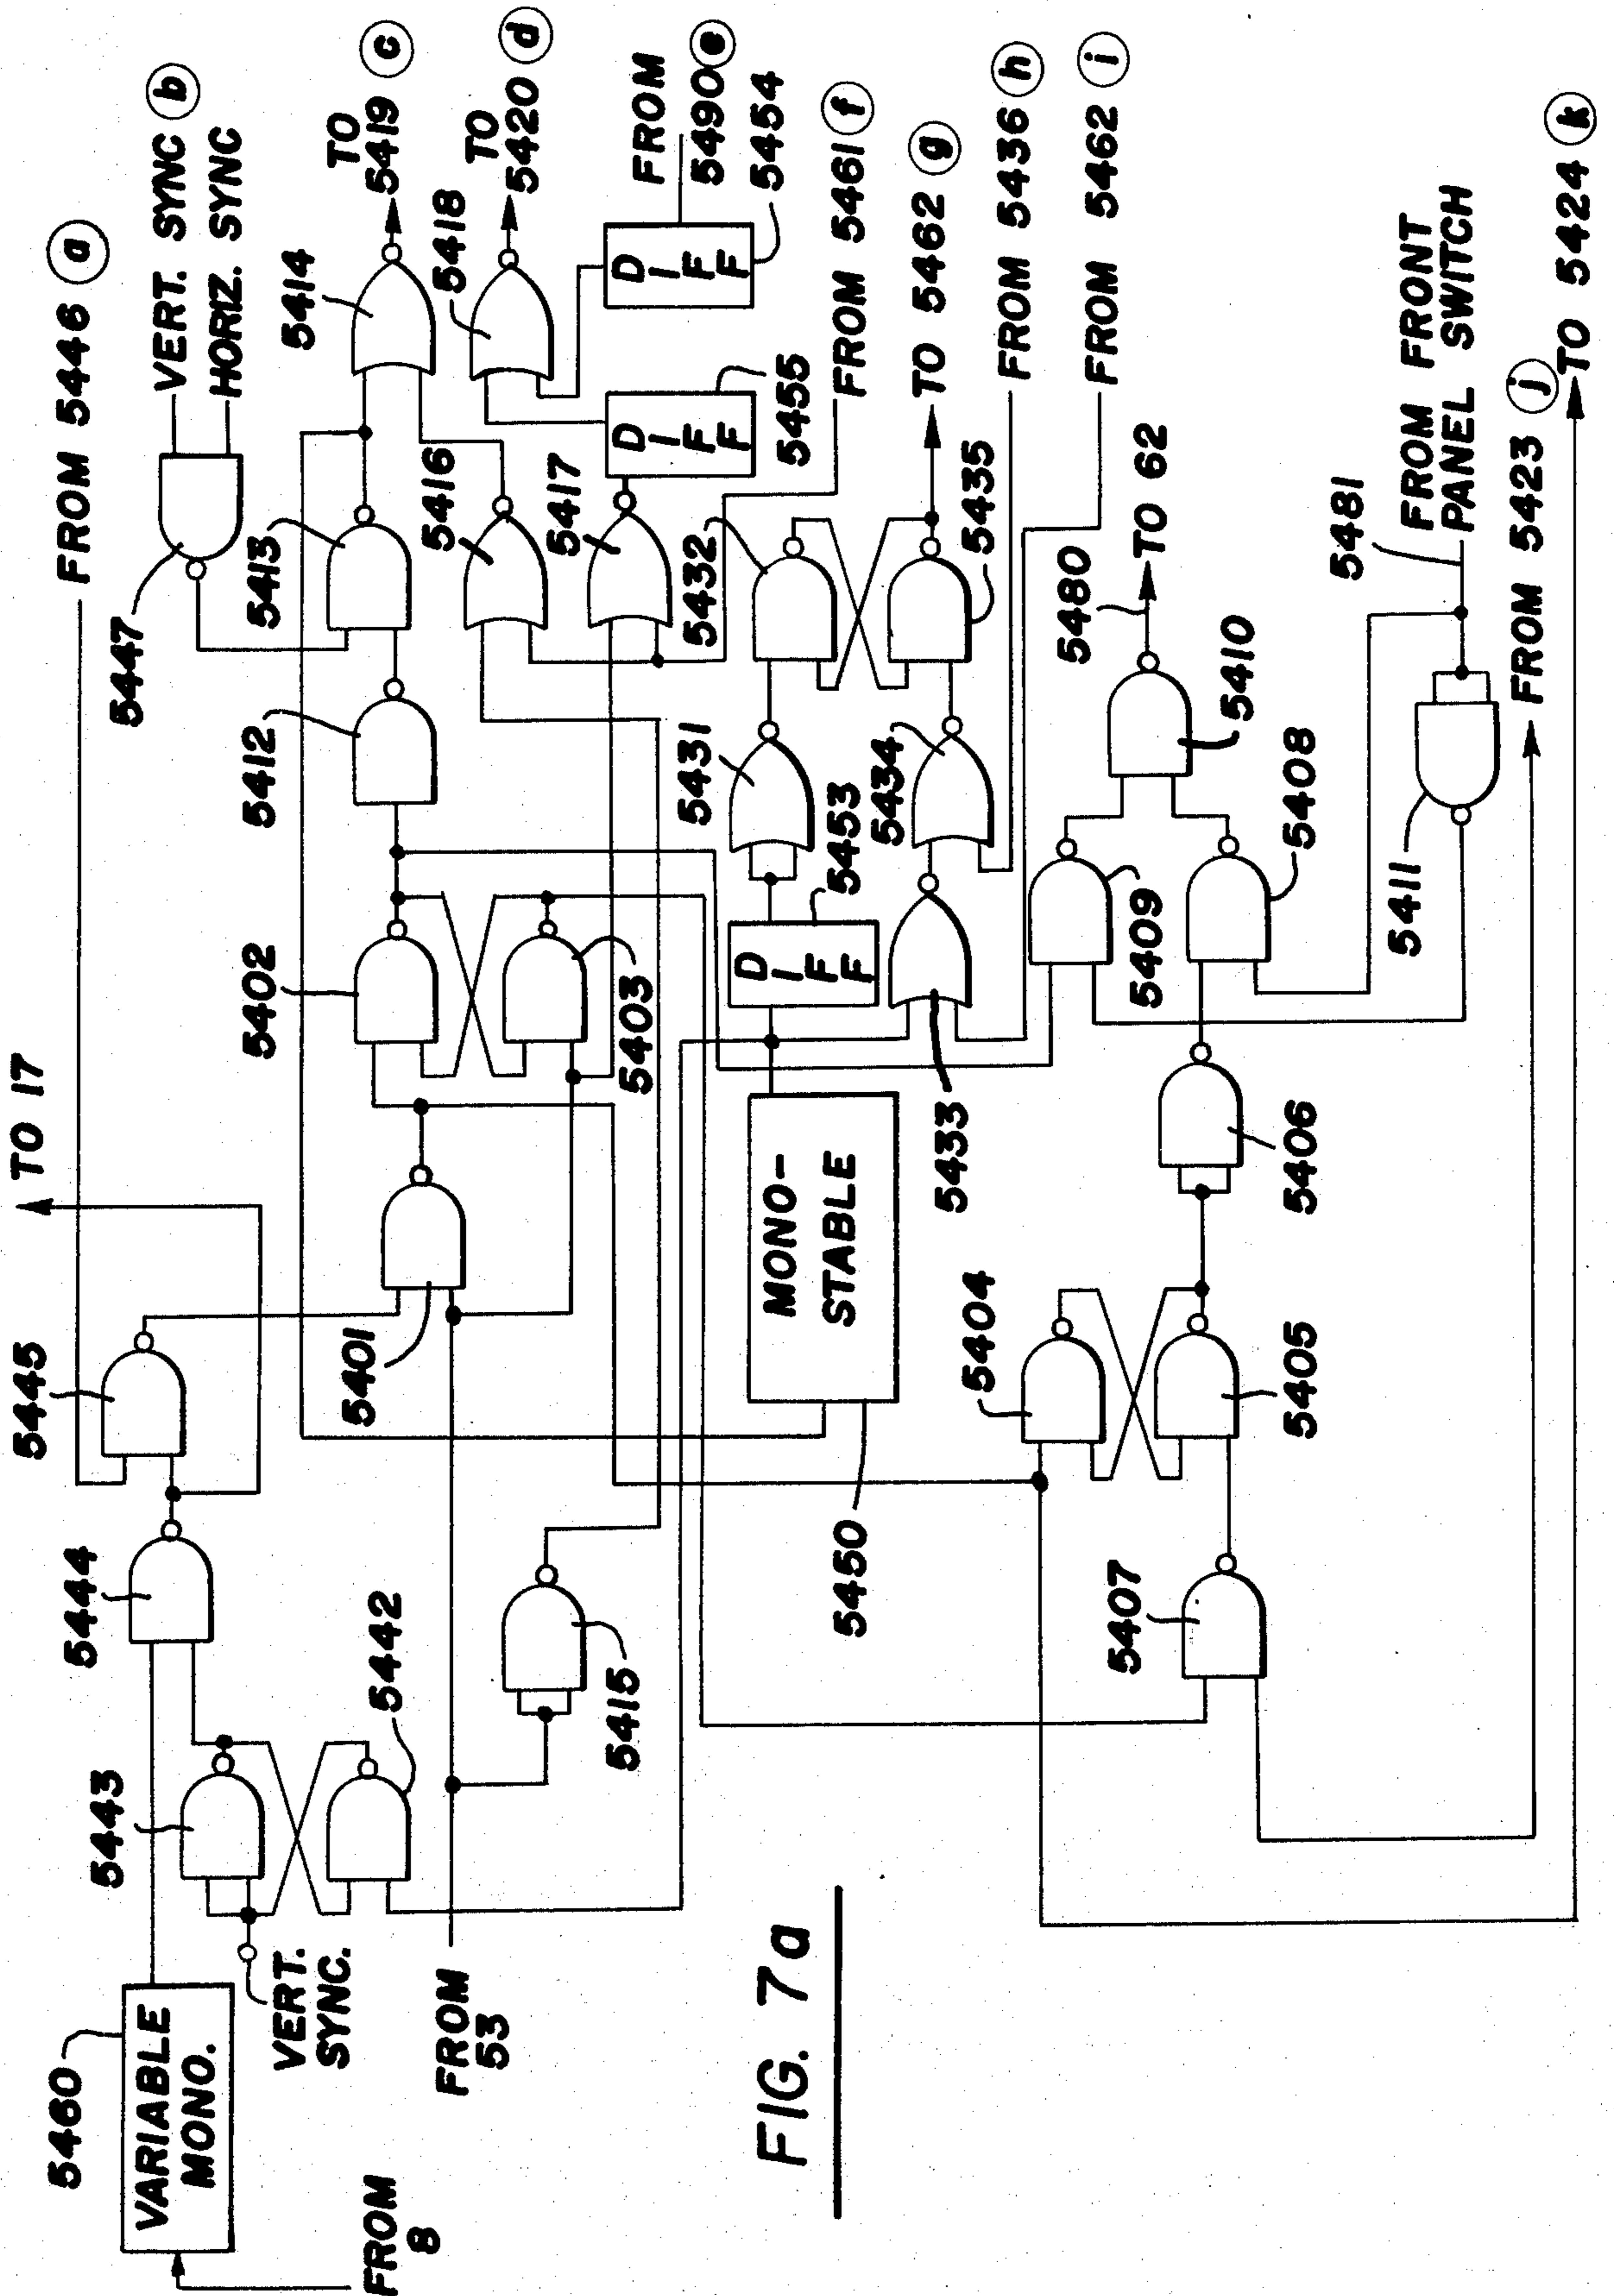 5460
VARIABLE
MONO.
FROM
8
VERT.
SYNC.
5443
5442
5444
5445
TO 17
FROM 5446 a
VERT. SYNC b
HORIZ. SYNC
5447
FROM
53
5415
5401
5402
5403
5412
5413
5414
TO
5419 c
5416
5417
5418
TO
5420 d
DIFF
5455
DIFF
5454
FROM
5490 e
FROM 5461 f
MONO-
STABLE
5450
DIFF
5453
5431
5432
5433
5434
5435
TO 5462 g
FROM 5436 h
FROM 5462 i
5404
5405
5406
5407
5408
5409
5410
5480
TO 62
5411
5481
FROM FRONT
PANEL SWITCH
FROM 5423 j
TO 5424 k
FIG. 7a